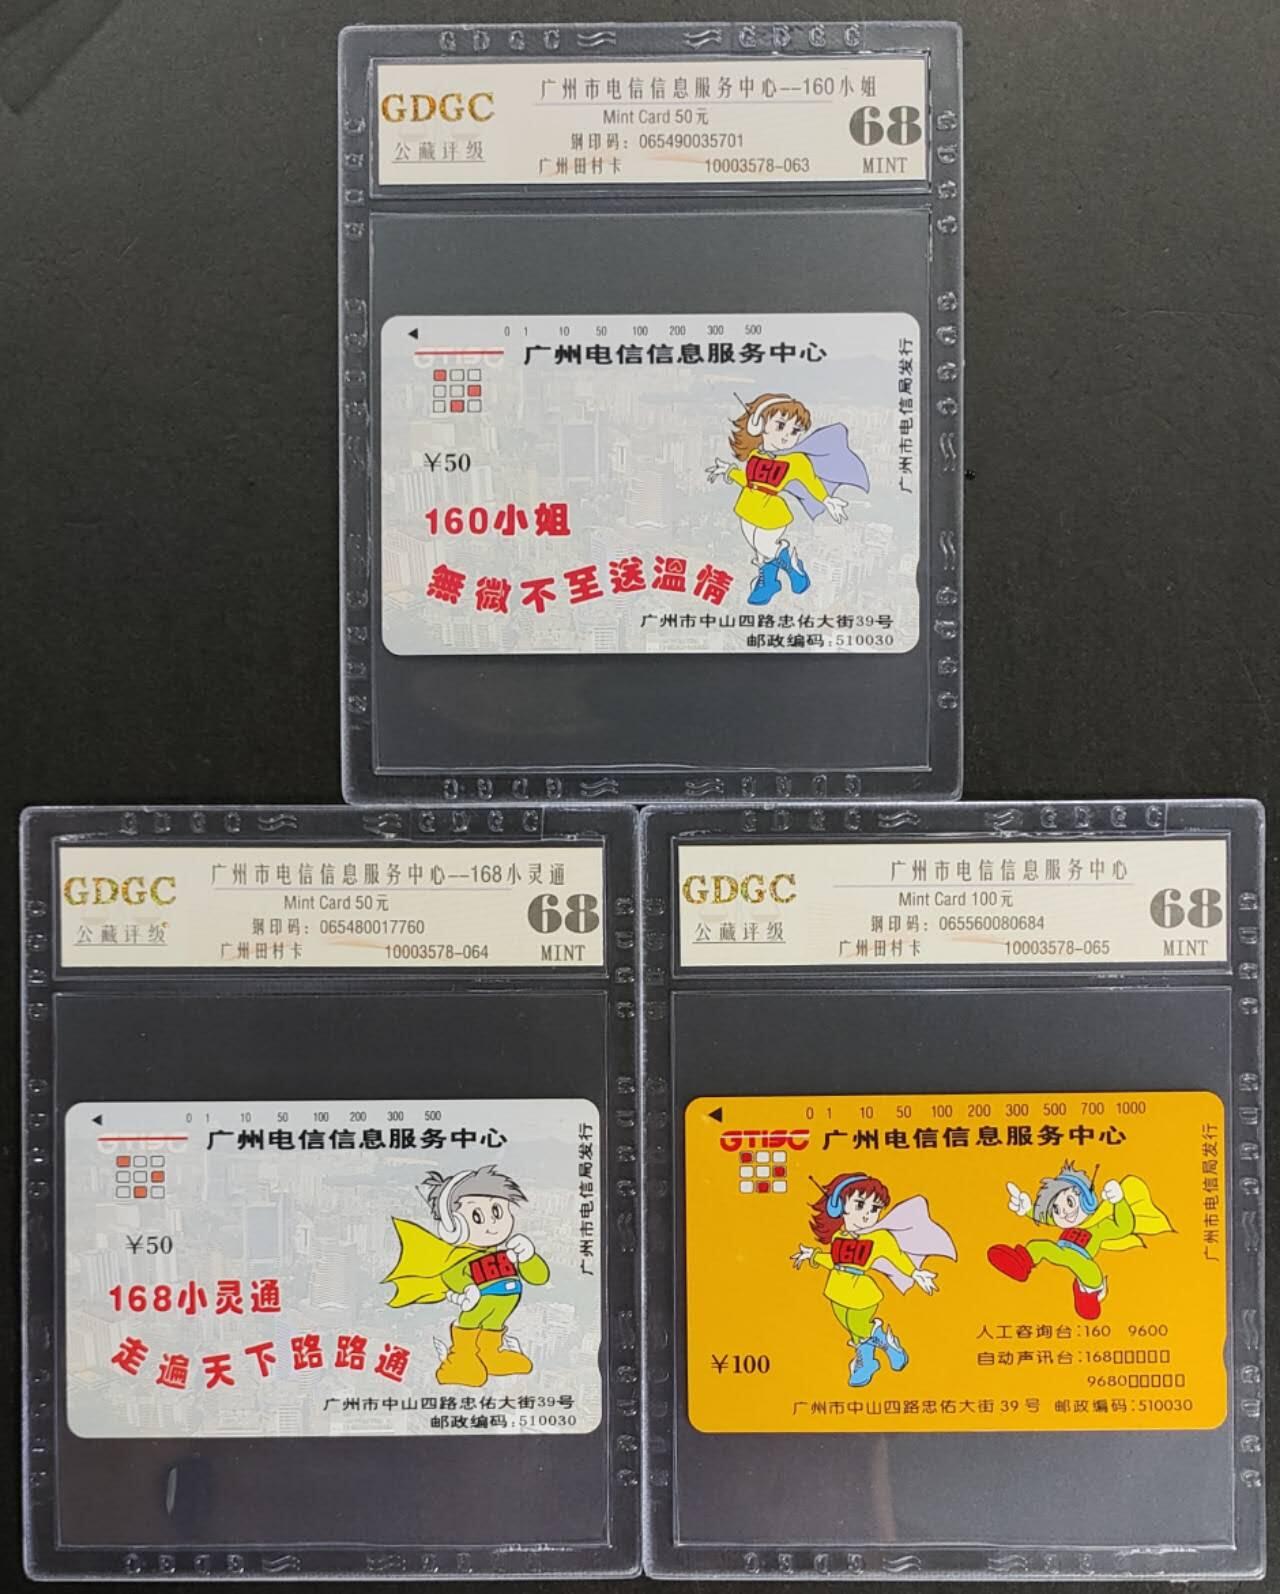 GDGC
公藏评级
广州市电信信息服务中心--160小姐
Mint Card 50元
钢印码：065490035701
广州田村卡 10003578-063
68
MINT
0 1 10 50 100 200 300 500
GTISC
广州电信信息服务中心
广州市电信局发行
¥50
160小姐
無微不至送溫情
160
广州市中山四路忠佑大街39号
邮政编码:510030
GDGC
公藏评级
广州市电信信息服务中心--168小灵通
Mint Card 50元
钢印码：065480017760
广州田村卡 10003578-064
68
MINT
0 1 10 50 100 200 300 500
GTISC
广州电信信息服务中心
广州市电信局发行
¥50
168小灵通
走遍天下路路通
168
广州市中山四路忠佑大街39号
邮政编码:510030
GDGC
公藏评级
广州市电信信息服务中心
Mint Card 100元
钢印码：065560080684
广州田村卡 10003578-065
68
MINT
0 1 10 50 100 200 300 500 700 1000
GTISC
广州电信信息服务中心
广州市电信局发行
160
168
人工咨询台:160 9600
自动声讯台:168□□□□□
9680□□□□□
¥100
广州市中山四路忠佑大街39号 邮政编码:510030